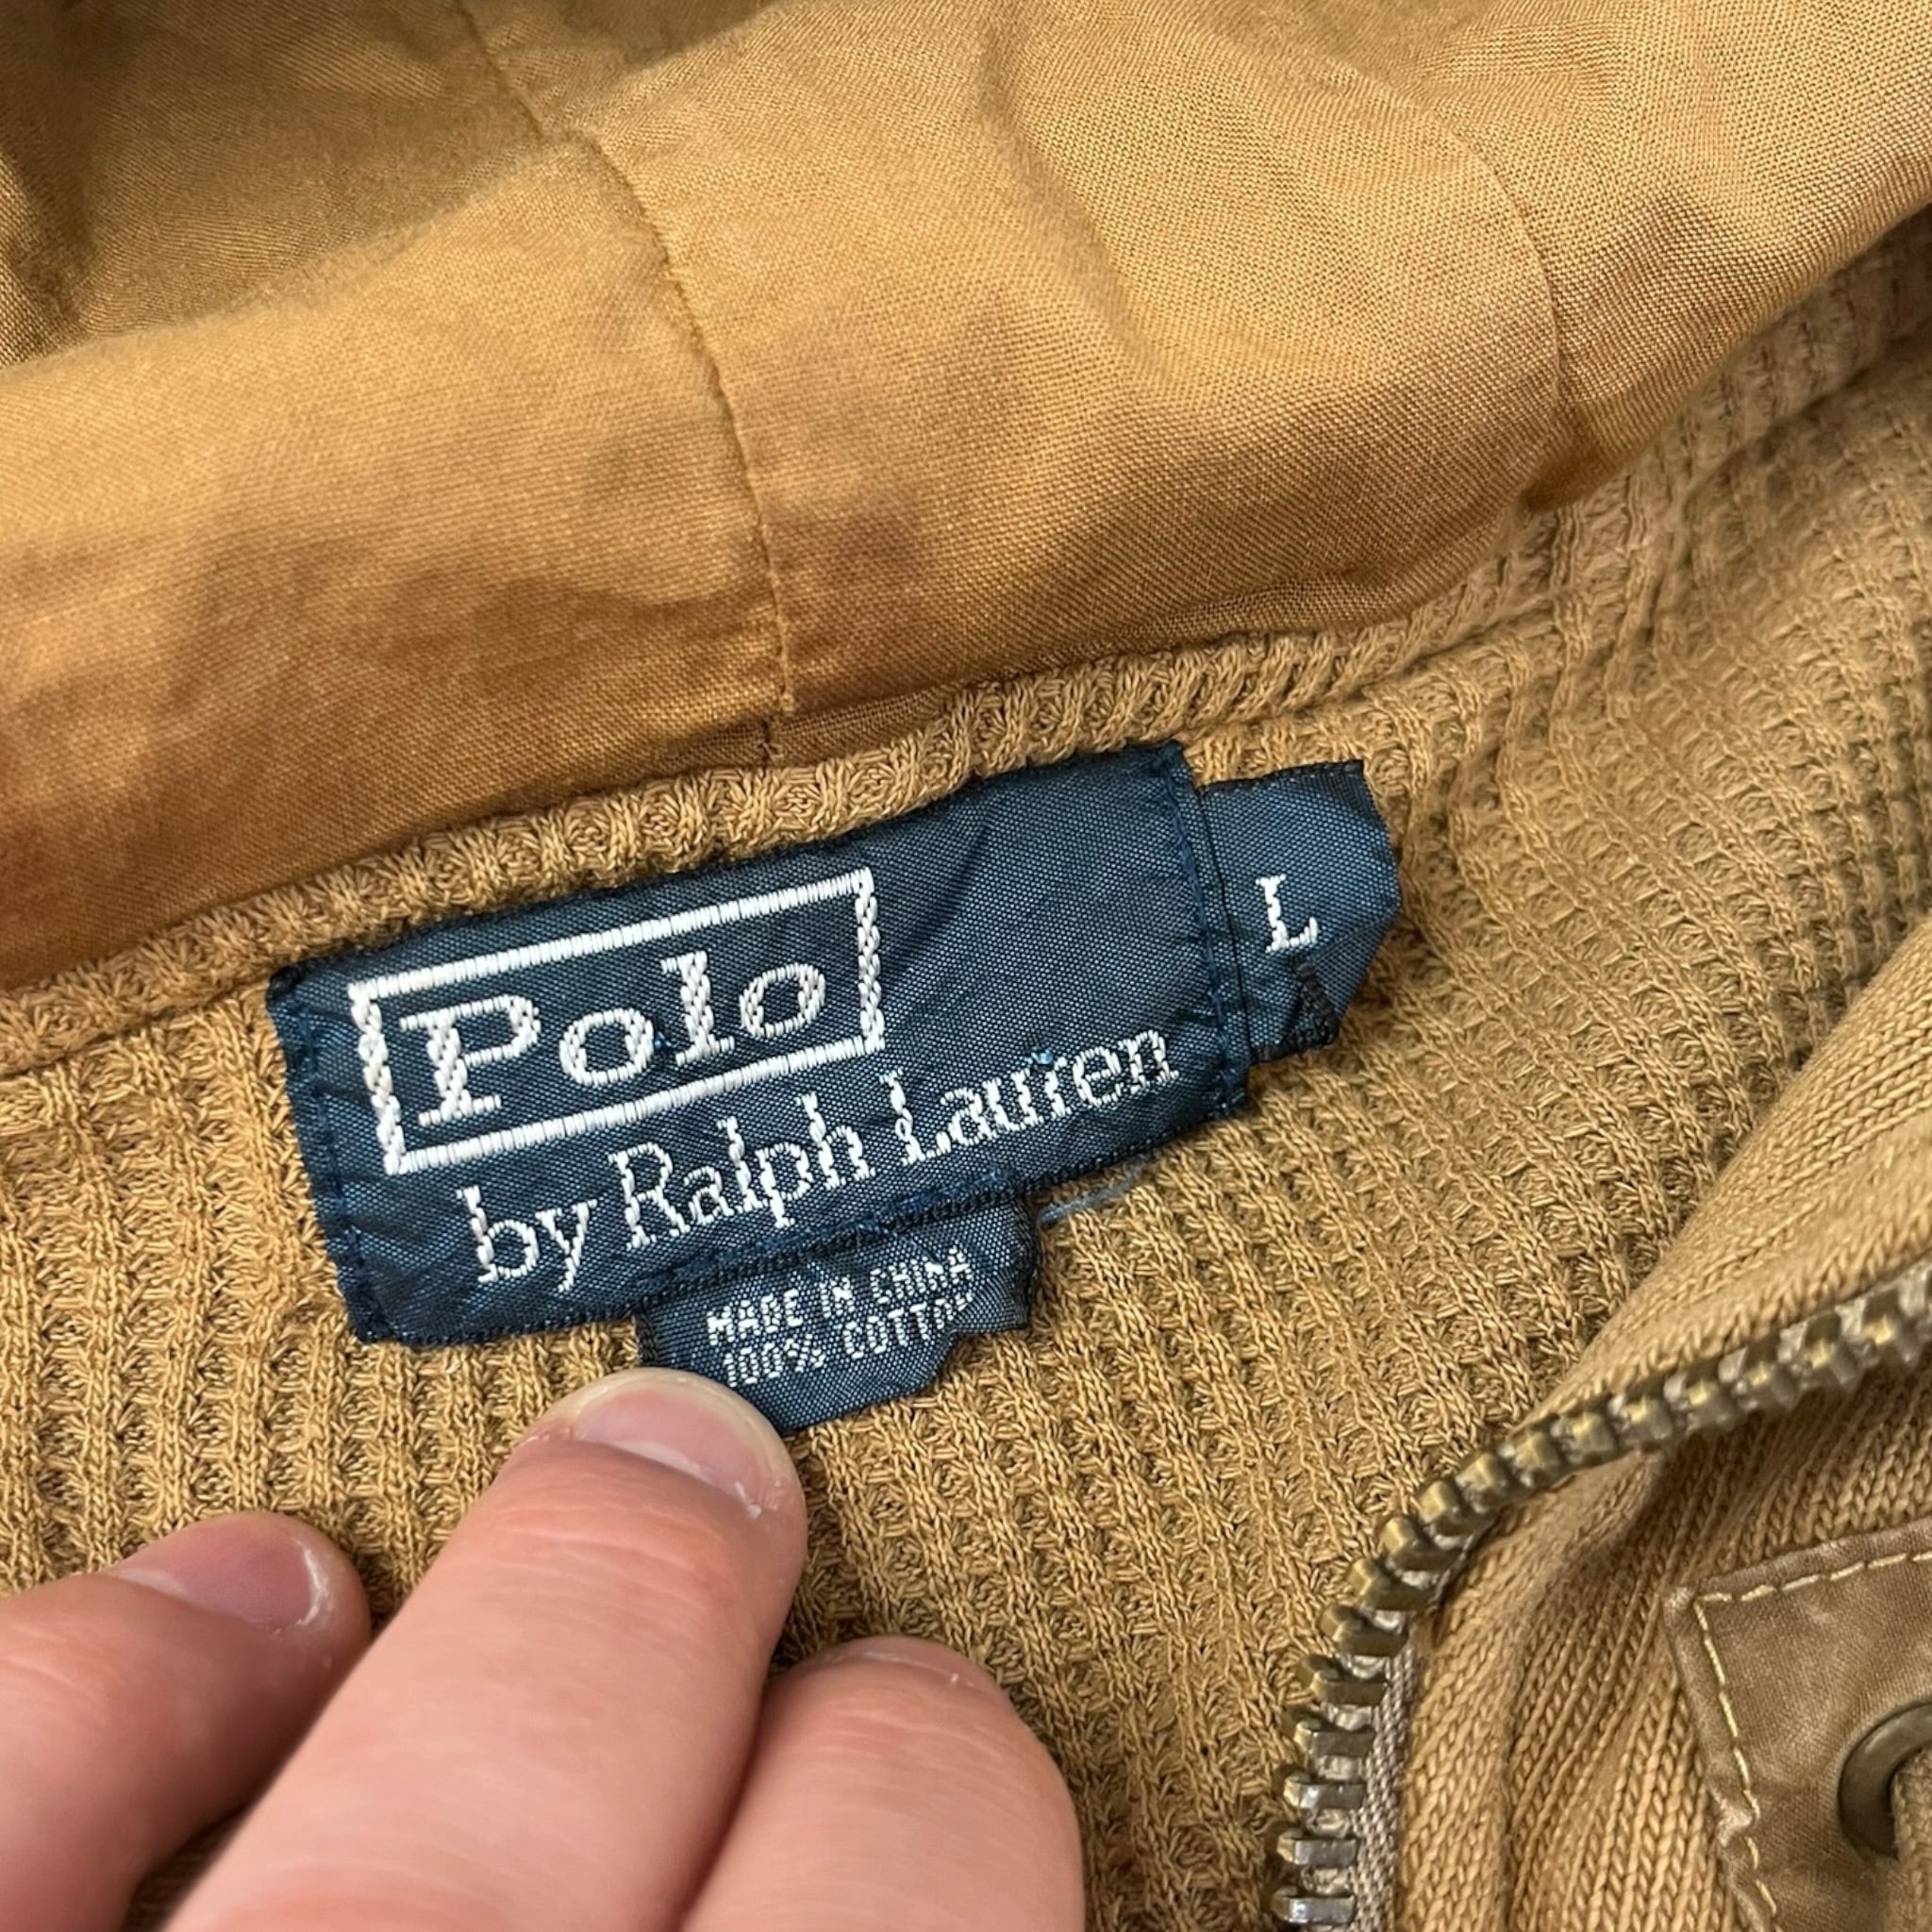 Polo
by Ralph Lauren
L
MADE IN CHINA
100% COTTON